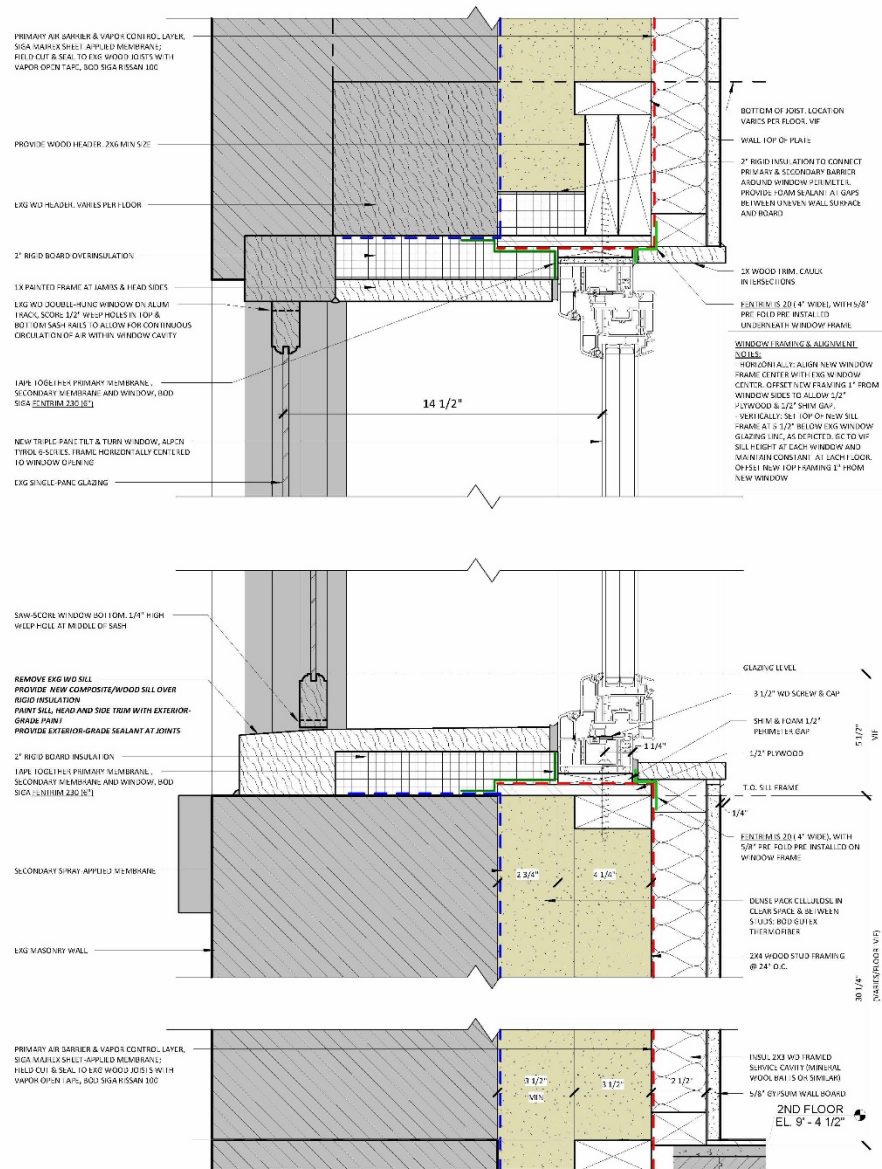 PRIMARY AIR BARRIER & VAPOR CONTROL LAYER,
SIGA MAJREX SHEET APPLIED MEMBRANE;
FIELD CUT & SEAL TO EXG WOOD JOISTS WITH
VAPOR OPEN TAPE, BOD SIGA RISSAN 100
PROVIDE WOOD HEADER. 2X6 MIN SIZE
EXG WD HEADER. VARIES PER FLOOR
2" RIGID BOARD OVERINSULATION
1X PAINTED FRAME AT JAMBS & HEAD SIDES
EXG WD DOUBLE-HUNG WINDOW ON ALUM
TRACK, SCORE 1/2" WEEP HOLES IN TOP &
BOTTOM SASH RAILS TO ALLOW FOR CONTINUOUS
CIRCULATION OF AIR WITHIN WINDOW CAVITY
TAPE TOGETHER PRIMARY MEMBRANE,
SECONDARY MEMBRANE AND WINDOW, BOD
SIGA FENTRIM 230 (6")
NEW TRIPLE-PANE TILT & TURN WINDOW, ALPEN
TYROL 6-SERIES. FRAME HORIZONTALLY CENTERED
TO WINDOW OPENING
EXG SINGLE-PANE GLAZING
14 1/2"
BOTTOM OF JOIST. LOCATION
VARIES PER FLOOR. VIF
WALL TOP OF PLATE
2" RIGID INSULATION TO CONNECT
PRIMARY & SECONDARY BARRIER
AROUND WINDOW PERIMETER.
PROVIDE FOAM SEALANT AT GAPS
BETWEEN UNEVEN WALL SURFACE
AND BOARD
1X WOOD TRIM. CAULK
INTERSECTIONS
FENTRIM IS 20 (4" WIDE), WITH 5/8"
PRE FOLD PRE INSTALLED
UNDERNEATH WINDOW FRAME
WINDOW FRAMING & ALIGNMENT
NOTES:
- HORIZONTALLY: ALIGN NEW WINDOW
FRAME CENTER WITH EXG WINDOW
CENTER. OFFSET NEW FRAMING 1" FROM
WINDOW SIDES TO ALLOW 1/2"
PLYWOOD & 1/2" SHIM GAP.
- VERTICALLY: SET TOP OF NEW SILL
FRAME AT 5 1/2" BELOW EXG WINDOW
GLAZING LINE, AS DEPICTED. GC TO VIF
SILL HEIGHT AT EACH WINDOW AND
MAINTAIN CONSTANT AT EACH FLOOR.
OFFSET NEW TOP FRAMING 1" FROM
NEW WINDOW
SAW-SCORE WINDOW BOTTOM. 1/4" HIGH
WEEP HOLE AT MIDDLE OF SASH
REMOVE EXG WD SILL
PROVIDE NEW COMPOSITE/WOOD SILL OVER
RIGID INSULATION
PAINT SILL, HEAD AND SIDE TRIM WITH EXTERIOR-
GRADE PAINT
PROVIDE EXTERIOR-GRADE SEALANT AT JOINTS
2" RIGID BOARD INSULATION
TAPE TOGETHER PRIMARY MEMBRANE,
SECONDARY MEMBRANE AND WINDOW, BOD
SIGA FENTRIM 230 (6")
SECONDARY SPRAY-APPLIED MEMBRANE
EXG MASONRY WALL
GLAZING LEVEL
3 1/2" WD SCREW & CAP
SHIM & FOAM 1/2"
PERIMETER GAP
1/2" PLYWOOD
T.O. SILL FRAME
1 1/4"
1/4"
5 1/2"
VIF
FENTRIM IS 20 (4" WIDE), WITH
5/8" PRE FOLD PRE INSTALLED ON
WINDOW FRAME
2 3/4"
4 1/4"
DENSE PACK CELLULOSE IN
CLEAR SPACE & BETWEEN
STUDS: BOD GUTEX
THERMOFIBER
2X4 WOOD STUD FRAMING
@ 24" O.C.
30 1/4"
(VARIES/FLOOR VIF)
PRIMARY AIR BARRIER & VAPOR CONTROL LAYER,
SIGA MAJREX SHEET-APPLIED MEMBRANE;
FIELD CUT & SEAL TO EXG WOOD JOISTS WITH
VAPOR OPEN TAPE, BOD SIGA RISSAN 100
3 1/2"
MIN
3 1/2"
2 1/2"
INSUL 2X3 WD FRAMED
SERVICE CAVITY (MINERAL
WOOL BATTS OR SIMILAR)
5/8" GYPSUM WALL BOARD
2ND FLOOR
EL. 9' - 4 1/2"